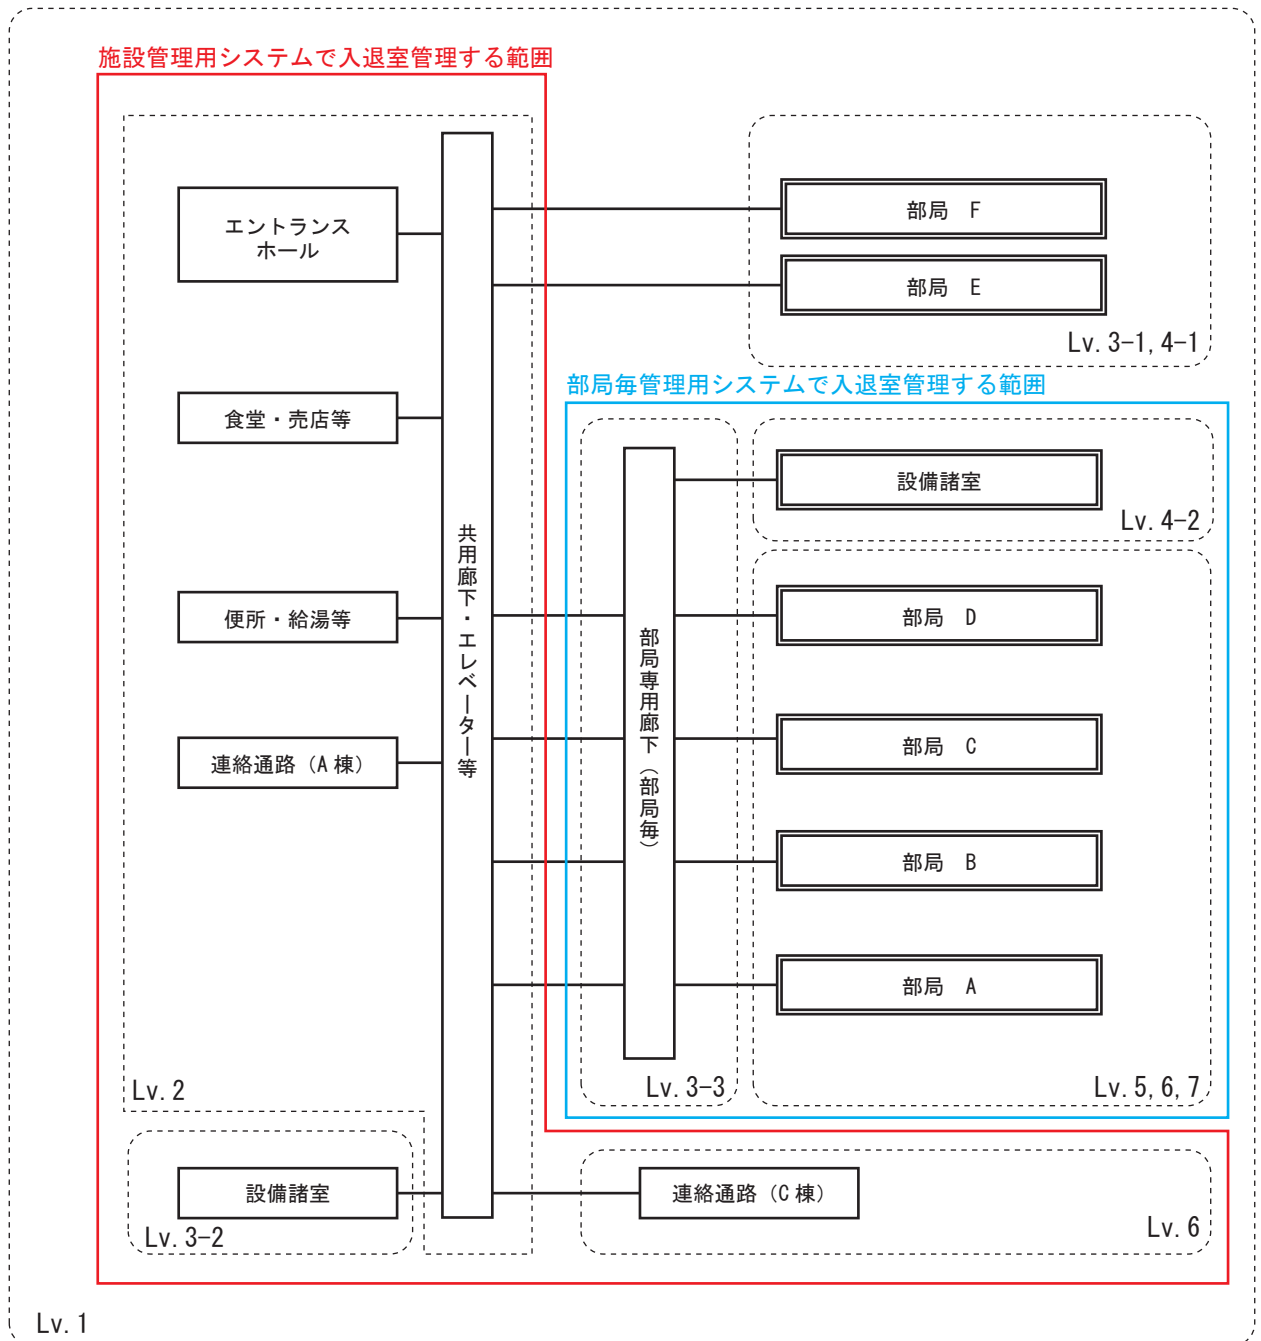 施設管理用システムで入退室管理する範囲
エントランス
ホール
部局 F
部局 E
Lv. 3-1, 4-1
部局毎管理用システムで入退室管理する範囲
食堂・売店等
設備諸室
Lv. 4-2
共用廊下・エレベーター等
便所・給湯等
部局専用廊下（部局毎）
部局 D
連絡通路（A 棟）
部局 C
部局 B
部局 A
Lv. 2
Lv. 3-3
Lv. 5, 6, 7
設備諸室
Lv. 3-2
連絡通路（C 棟）
Lv. 6
Lv. 1